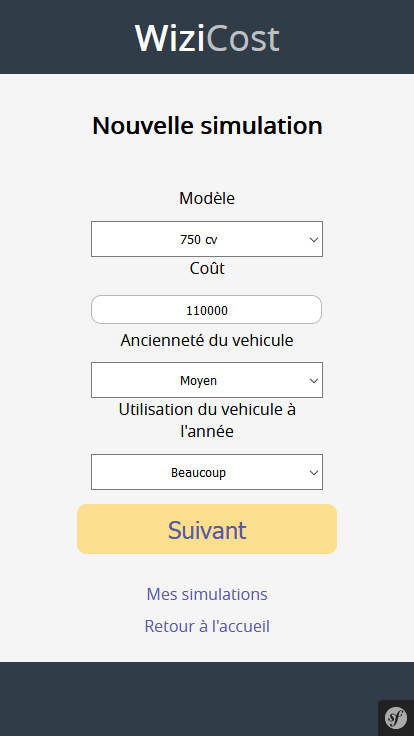 WiziCost
Nouvelle simulation
Modèle
750 cv
Coût
110000
Ancienneté du vehicule
Moyen
Utilisation du vehicule à
l'année
Beaucoup
Suivant
Mes simulations
Retour à l'accueil
sf